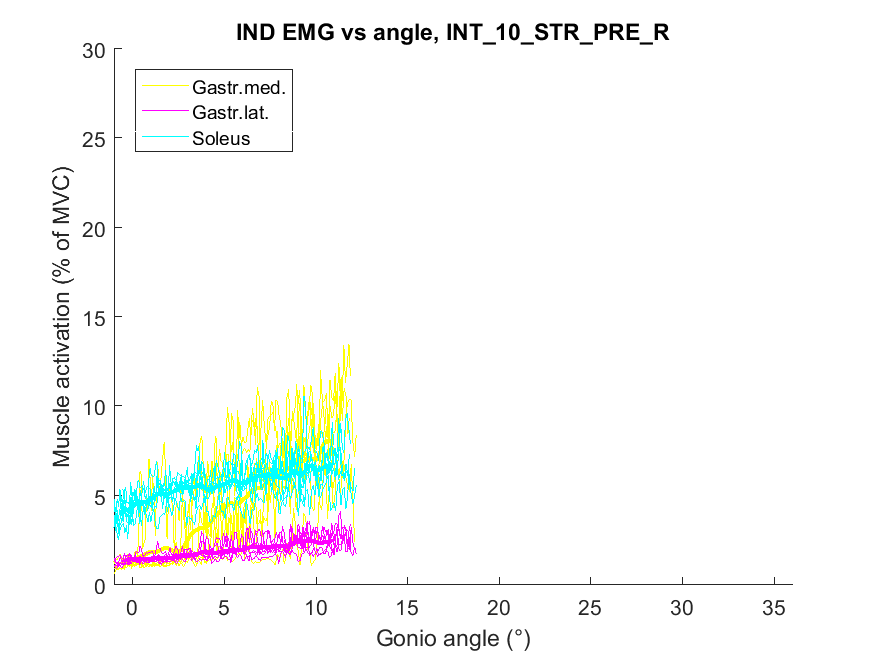 IND EMG vs angle, INT_10_STR_PRE_R
30
25
20
15
10
5
0
Muscle activation (% of MVC)
Gastr.med.
Gastr.lat.
Soleus
0 5 10 15 20 25 30 35
Gonio angle (°)